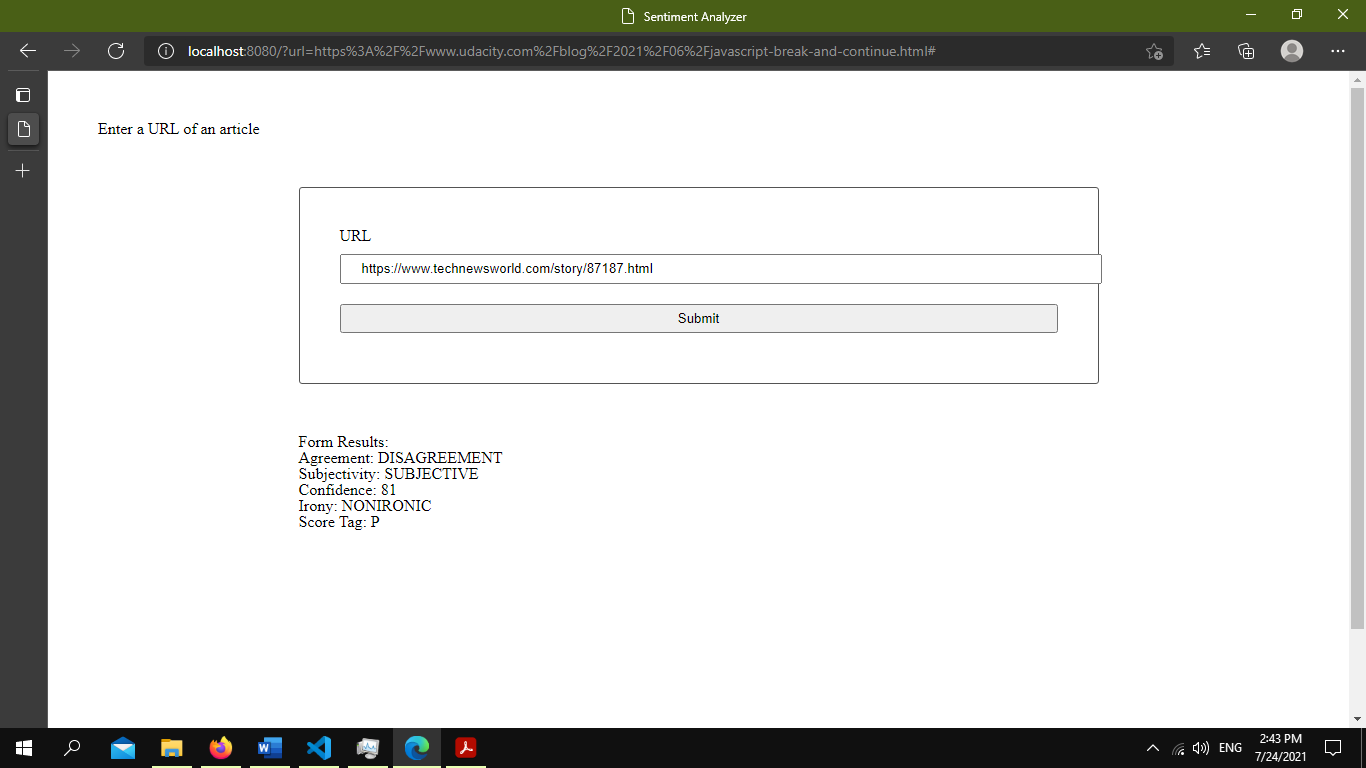 Sentiment Analyzer
localhost:8080/?url=https%3A%2F%2Fwww.udacity.com%2Fblog%2F2021%2F06%2Fjavascript-break-and-continue.html#
Enter a URL of an article
URL
https://www.technewsworld.com/story/87187.html
Submit
Form Results:
Agreement: DISAGREEMENT
Subjectivity: SUBJECTIVE
Confidence: 81
Irony: NONIRONIC
Score Tag: P
ENG
2:43 PM
7/24/2021